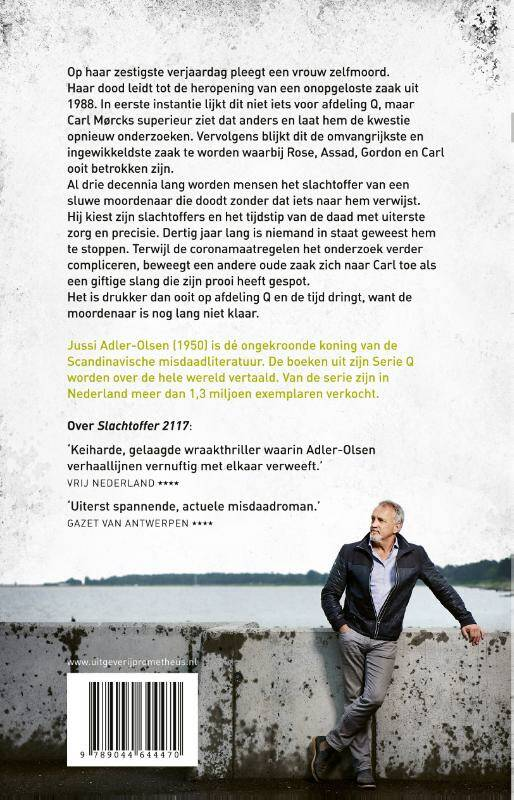 Op haar zestigste verjaardag pleegt een vrouw zelfmoord.
Haar dood leidt tot de heropening van een onopgeloste zaak uit
1988. In eerste instantie lijkt dit niet iets voor afdeling Q, maar
Carl Mørcks superieur ziet dat anders en laat hem de kwestie
opnieuw onderzoeken. Vervolgens blijkt dit de omvangrijkste en
ingewikkeldste zaak te worden waarbij Rose, Assad, Gordon en Carl
ooit betrokken zijn.
Al drie decennia lang worden mensen het slachtoffer van een
sluwe moordenaar die doodt zonder dat iets naar hem verwijst.
Hij kiest zijn slachtoffers en het tijdstip van de daad met uiterste
zorg en precisie. Dertig jaar lang is niemand in staat geweest hem
te stoppen. Terwijl de coronamaatregelen het onderzoek verder
compliceren, beweegt een andere oude zaak zich naar Carl toe als
een giftige slang die zijn prooi heeft gespot.
Het is drukker dan ooit op afdeling Q en de tijd dringt, want de
moordenaar is nog lang niet klaar.
Jussi Adler-Olsen (1950) is dé ongekroonde koning van de
Scandinavische misdaadliteratuur. De boeken uit zijn Serie Q
worden over de hele wereld vertaald. Van de serie zijn in
Nederland meer dan 1,3 miljoen exemplaren verkocht.
Over Slachtoffer 2117:
'Keiharde, gelaagde wraakthriller waarin Adler-Olsen
verhaallijnen vernuftig met elkaar verweeft.'
VRIJ NEDERLAND ★★★★
'Uiterst spannende, actuele misdaadroman.'
GAZET VAN ANTWERPEN ★★★★
www.uitgeverijprometheus.nl
9 789044 644470